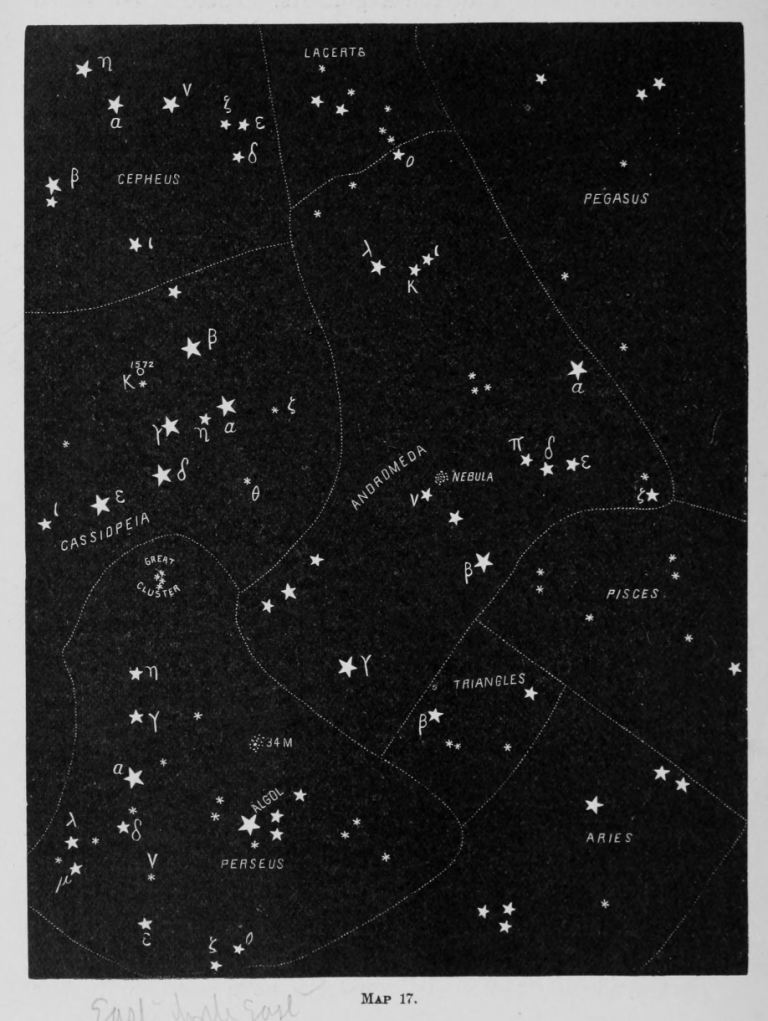 LACERTA
η
α
ν
ζ
ε
δ
β
CEPHEUS
ι
ο
PEGASUS
λ
ι
κ
β
1572
κ
γ
η
α
ζ
δ
θ
ι
ε
CASSIOPEIA
α
π
δ
ε
ζ
ANDROMEDA
NEBULA
ν
β
γ
GREAT
CLUSTER
PISCES
TRIANGLES
β
η
γ
34 M
α
ALGOL
δ
λ
μ
ν
PERSEUS
ε
ζ
ο
ARIES
MAP 17.